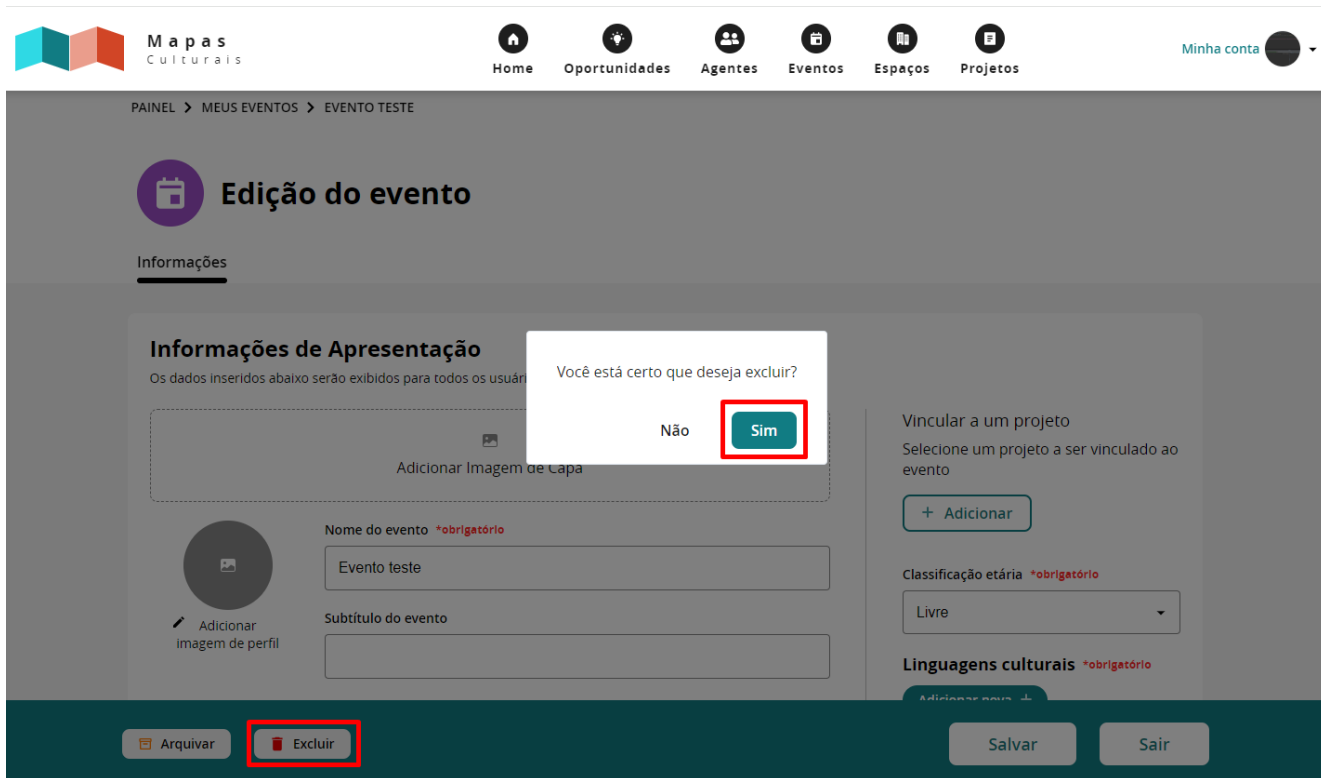 Mapas
Culturais
Home
Oportunidades
Agentes
Eventos
Espaços
Projetos
Minha conta
PAINEL > MEUS EVENTOS > EVENTO TESTE
Edição do evento
Informações
Informações de Apresentação
Os dados inseridos abaixo serão exibidos para todos os usuári
Você está certo que deseja excluir?
Não
Sim
Adicionar Imagem de Capa
Nome do evento *obrigatório
Evento teste
Adicionar
imagem de perfil
Subtítulo do evento
Vincular a um projeto
Selecione um projeto a ser vinculado ao
evento
+ Adicionar
Classificação etária *obrigatório
Livre
Linguagens culturais *obrigatório
Adicionar nova +
Arquivar
Excluir
Salvar
Sair